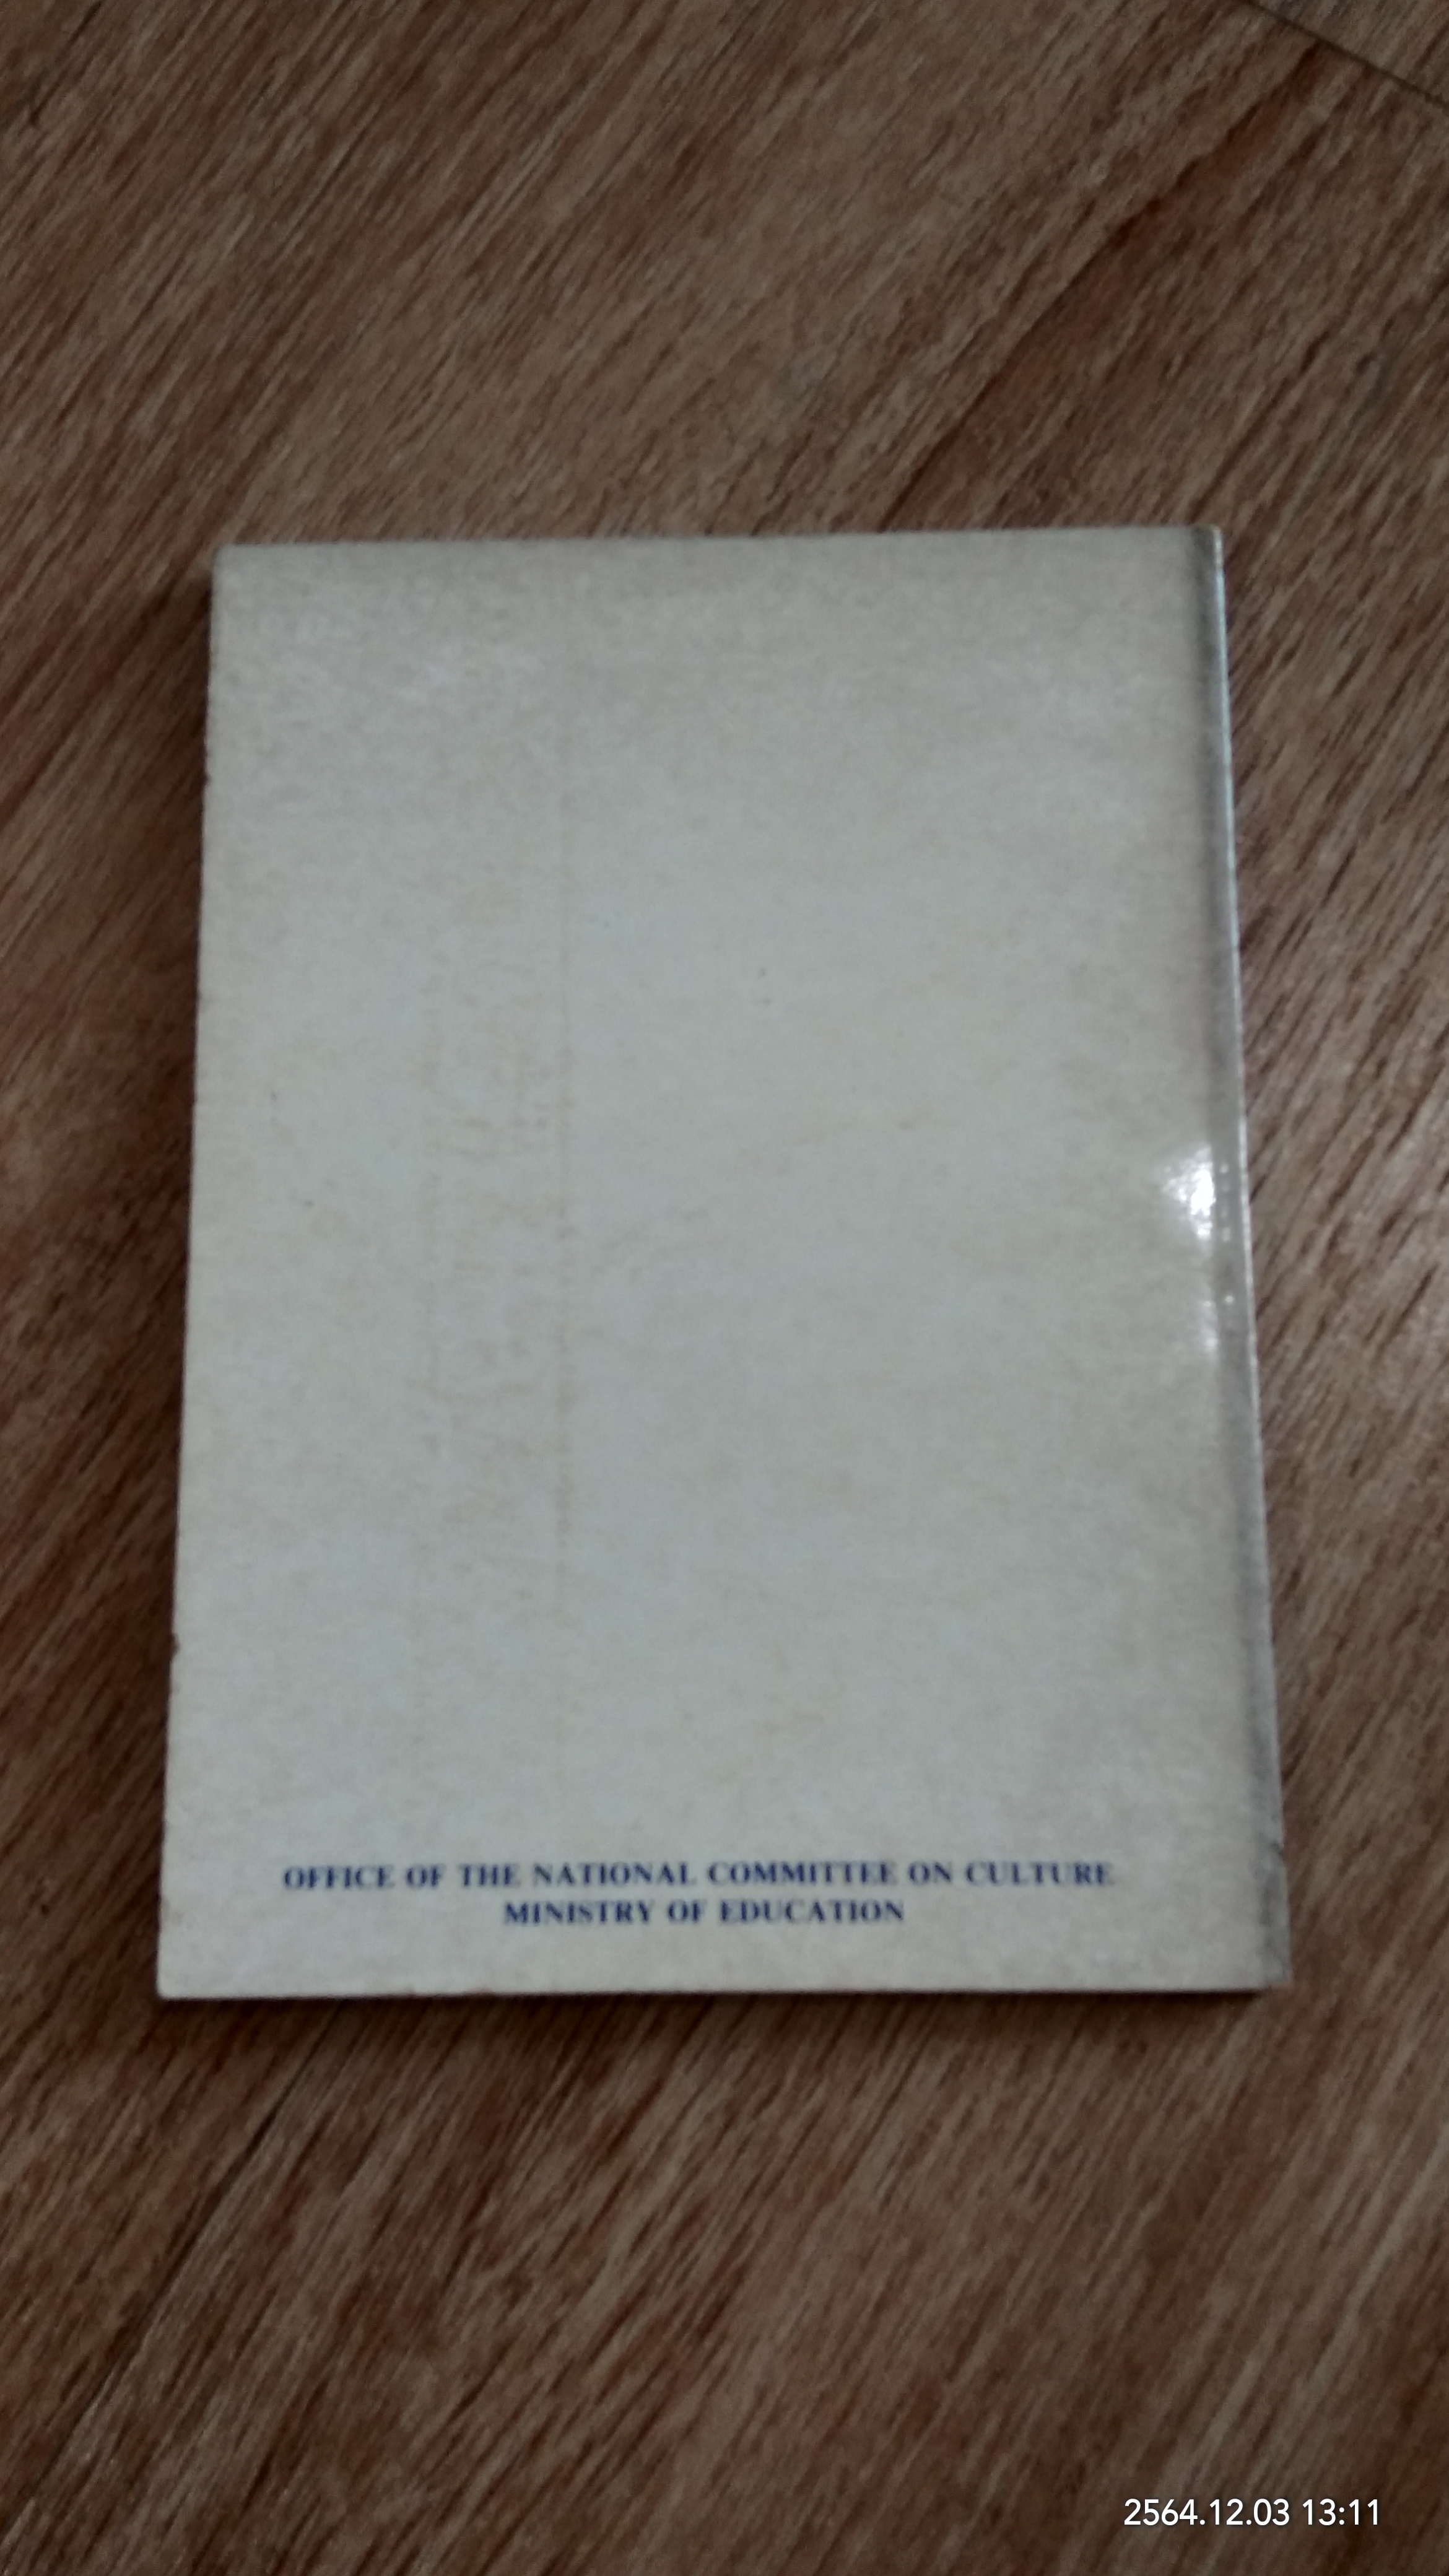 OFFICE OF THE NATIONAL COMMITTEE ON CULTURE
MINISTRY OF EDUCATION
2564.12.03 13:11